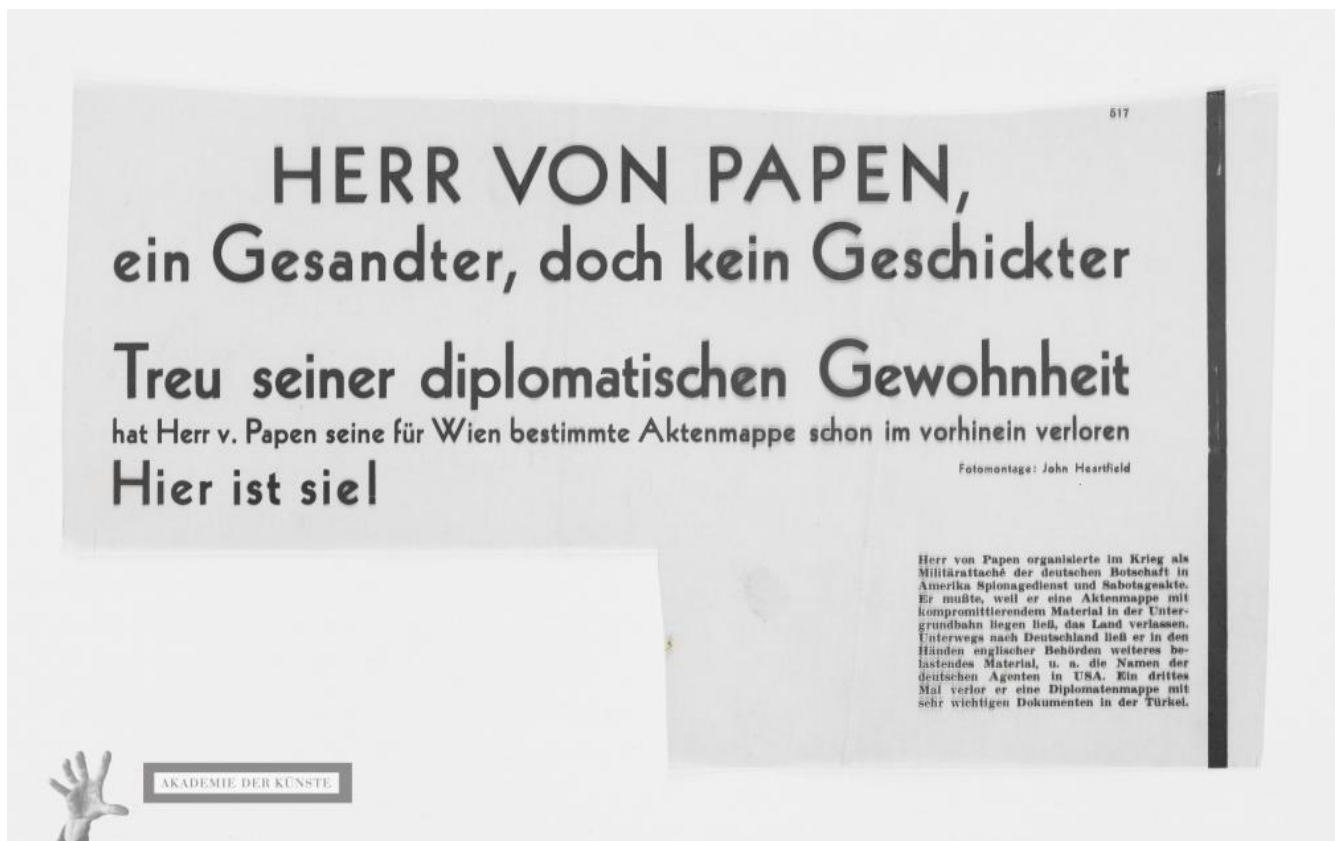 517
HERR VON PAPEN,
ein Gesandter, doch kein Geschickter
Treu seiner diplomatischen Gewohnheit
hat Herr v. Papen seine für Wien bestimmte Aktenmappe schon im vorhinein verloren
Hier ist sie!
Fotomontage: John Heartfield
Herr von Papen organisierte im Krieg als
Militärattaché der deutschen Botschaft in
Amerika Spionagedienst und Sabotageakte.
Er mußte, weil er eine Aktenmappe mit
kompromittierendem Material in der Unter-
grundbahn liegen ließ, das Land verlassen.
Unterwegs nach Deutschland ließ er in den
Händen englischer Behörden weiteres be-
lastendes Material, u. a. die Namen der
deutschen Agenten in USA. Ein drittes
Mal verlor er eine Diplomatenmappe mit
sehr wichtigen Dokumenten in der Türkei.
AKADEMIE DER KÜNSTE